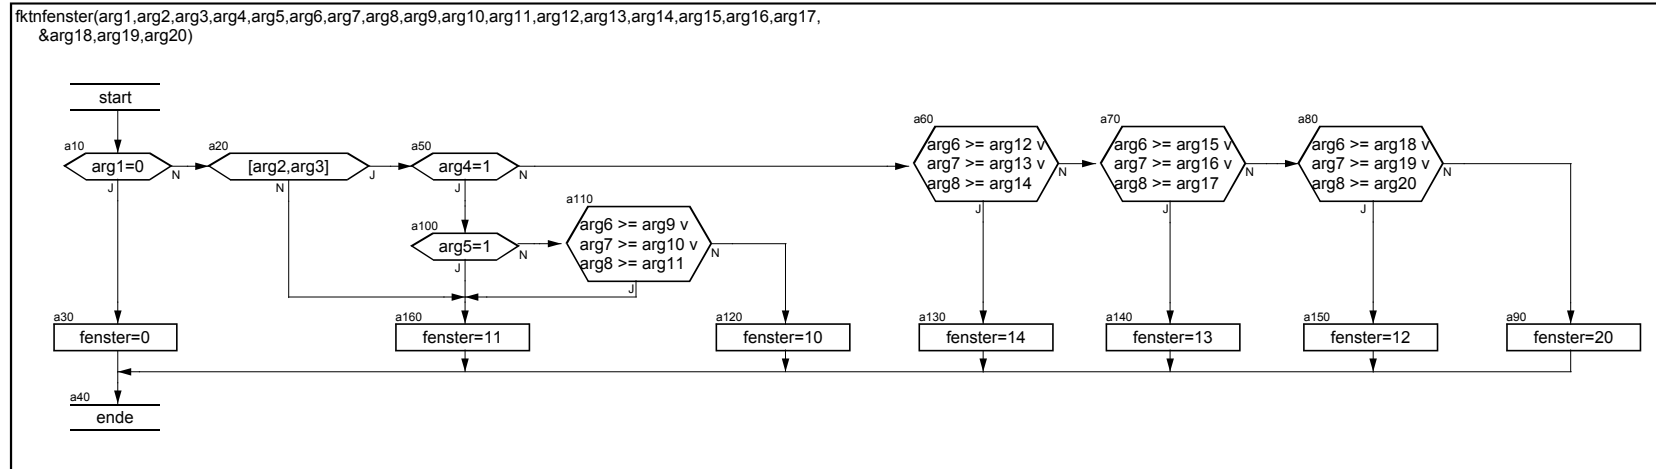 fktnfenster(arg1,arg2,arg3,arg4,arg5,arg6,arg7,arg8,arg9,arg10,arg11,arg12,arg13,arg14,arg15,arg16,arg17,
&arg18,arg19,arg20)
start
a10
arg1=0
N
J
a20
[arg2,arg3]
J
N
a50
arg4=1
N
J
a60
arg6 >= arg12 v
arg7 >= arg13 v
arg8 >= arg14
N
J
a70
arg6 >= arg15 v
arg7 >= arg16 v
arg8 >= arg17
N
J
a80
arg6 >= arg18 v
arg7 >= arg19 v
arg8 >= arg20
N
J
a100
arg5=1
N
J
a110
arg6 >= arg9 v
arg7 >= arg10 v
arg8 >= arg11
N
J
a30
fenster=0
a160
fenster=11
a120
fenster=10
a130
fenster=14
a140
fenster=13
a150
fenster=12
a90
fenster=20
a40
ende